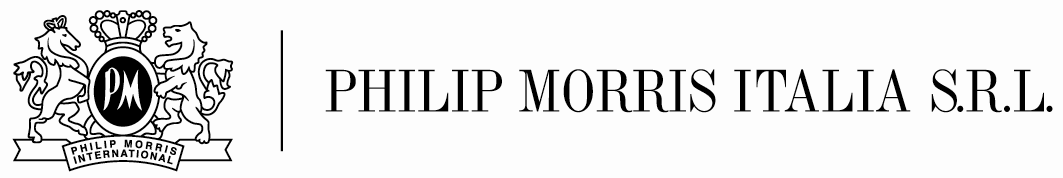 PM
PHILIP MORRIS
INTERNATIONAL
PHILIP MORRIS ITALIA S.R.L.